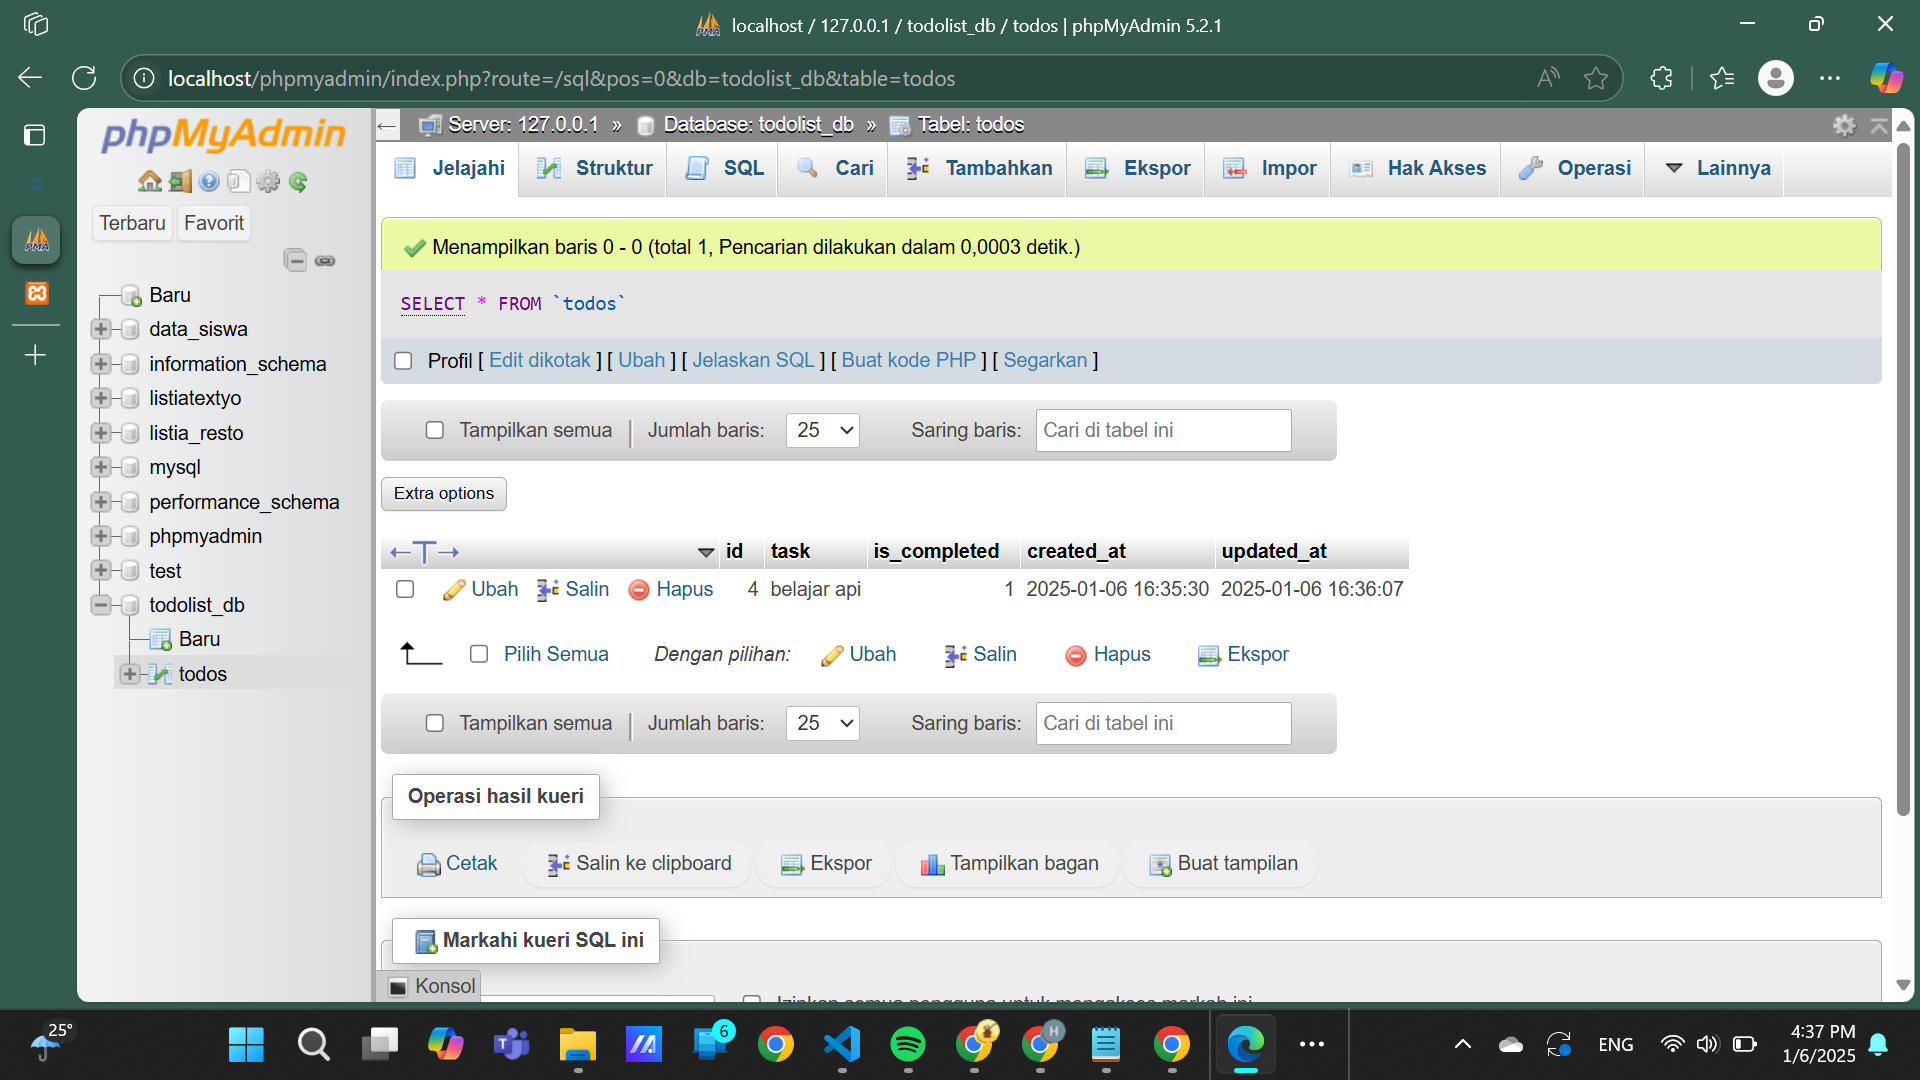 localhost / 127.0.0.1 / todolist_db / todos | phpMyAdmin 5.2.1
localhost/phpmyadmin/index.php?route=/sql&pos=0&db=todolist_db&table=todos
phpMyAdmin
Terbaru Favorit
Baru
data_siswa
information_schema
listiatextyo
listia_resto
mysql
performance_schema
phpmyadmin
test
todolist_db
Baru
todos
Server: 127.0.0.1 » Database: todolist_db » Tabel: todos
Jelajahi Struktur SQL Cari Tambahkan Ekspor Impor Hak Akses Operasi Lainnya
Menampilkan baris 0 - 0 (total 1, Pencarian dilakukan dalam 0,0003 detik.)
SELECT * FROM `todos`
Profil [ Edit dikotak ] [ Ubah ] [ Jelaskan SQL ] [ Buat kode PHP ] [ Segarkan ]
Tampilkan semua Jumlah baris: 25 Saring baris: Cari di tabel ini
Extra options
←T→ id task is_completed created_at updated_at
Ubah Salin Hapus 4 belajar api 1 2025-01-06 16:35:30 2025-01-06 16:36:07
Pilih Semua Dengan pilihan: Ubah Salin Hapus Ekspor
Tampilkan semua Jumlah baris: 25 Saring baris: Cari di tabel ini
Operasi hasil kueri
Cetak Salin ke clipboard Ekspor Tampilkan bagan Buat tampilan
Markahi kueri SQL ini
Konsol
Izinkan semua pengguna untuk mengakses markah ini
25° 6 H ENG 4:37 PM
1/6/2025